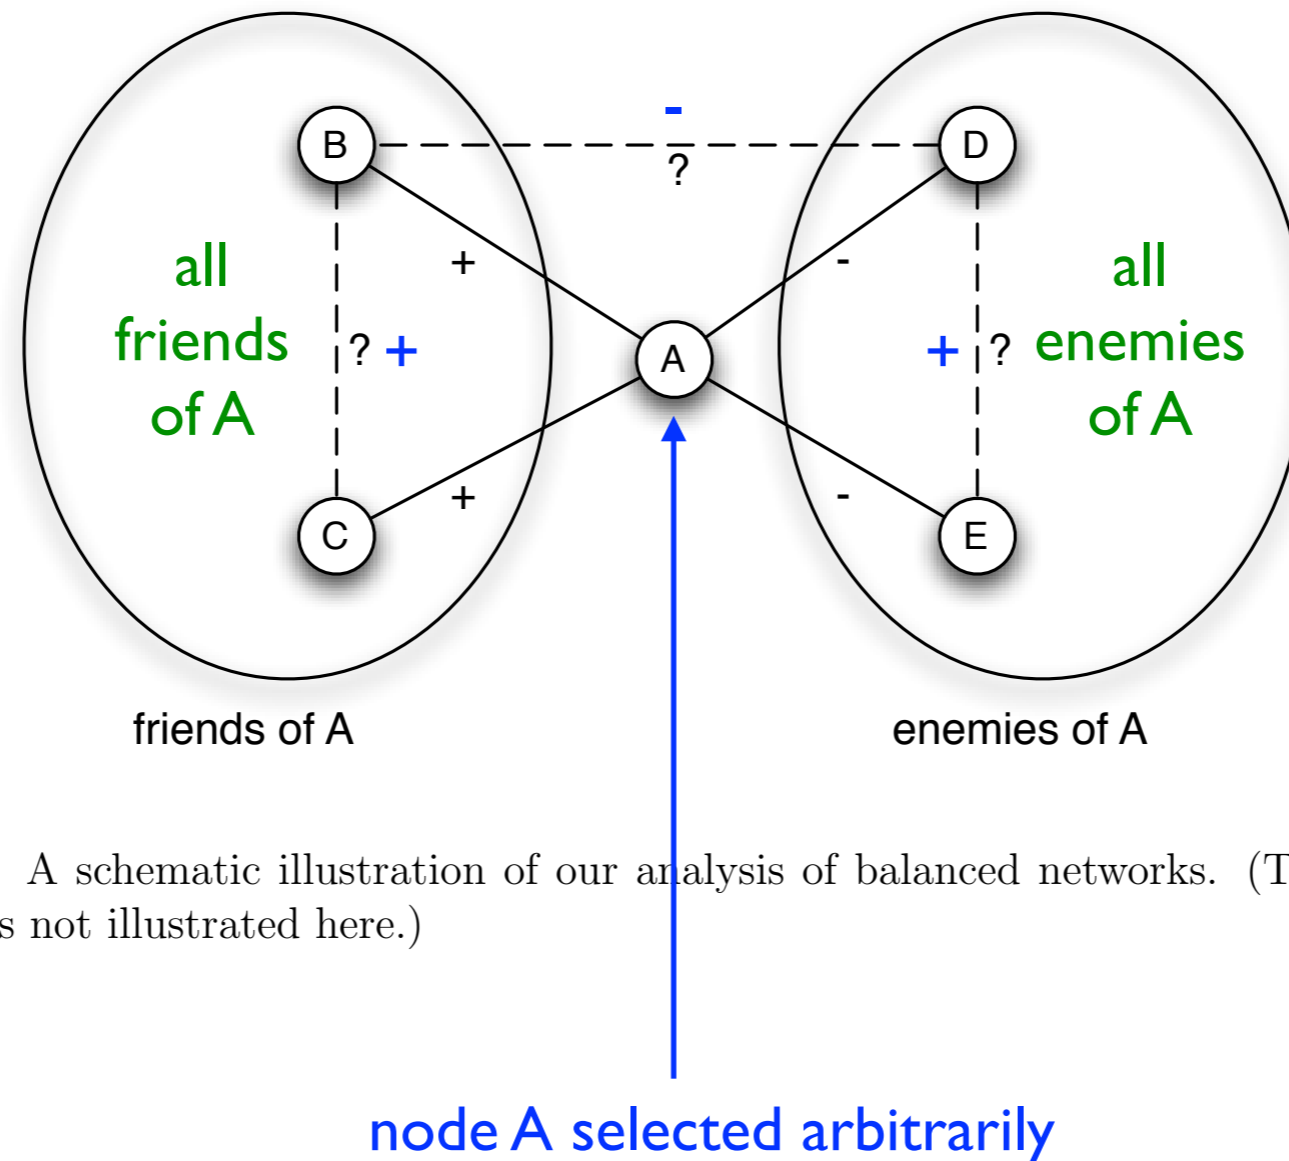 -
B
D
?
all
friends
of A
+
-
all
enemies
of A
? +
A
+ ?
+
-
C
E
friends of A
enemies of A
A schematic illustration of our analysis of balanced networks. (T
s not illustrated here.)
node A selected arbitrarily